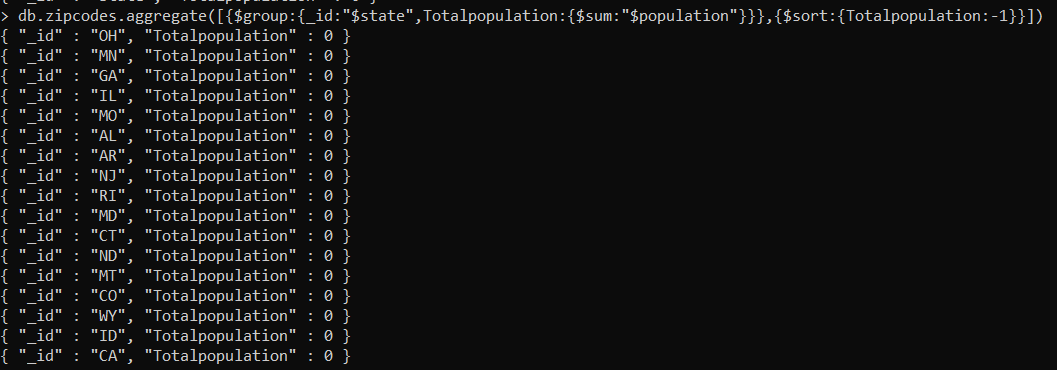 > db.zipcodes.aggregate([{$group:{_id:"$state",Totalpopulation:{$sum:"$population"}}},{$sort:{Totalpopulation:-1}}])
{ "_id" : "OH", "Totalpopulation" : 0 }
{ "_id" : "MN", "Totalpopulation" : 0 }
{ "_id" : "GA", "Totalpopulation" : 0 }
{ "_id" : "IL", "Totalpopulation" : 0 }
{ "_id" : "MO", "Totalpopulation" : 0 }
{ "_id" : "AL", "Totalpopulation" : 0 }
{ "_id" : "AR", "Totalpopulation" : 0 }
{ "_id" : "NJ", "Totalpopulation" : 0 }
{ "_id" : "RI", "Totalpopulation" : 0 }
{ "_id" : "MD", "Totalpopulation" : 0 }
{ "_id" : "CT", "Totalpopulation" : 0 }
{ "_id" : "ND", "Totalpopulation" : 0 }
{ "_id" : "MT", "Totalpopulation" : 0 }
{ "_id" : "CO", "Totalpopulation" : 0 }
{ "_id" : "WY", "Totalpopulation" : 0 }
{ "_id" : "ID", "Totalpopulation" : 0 }
{ "_id" : "CA", "Totalpopulation" : 0 }